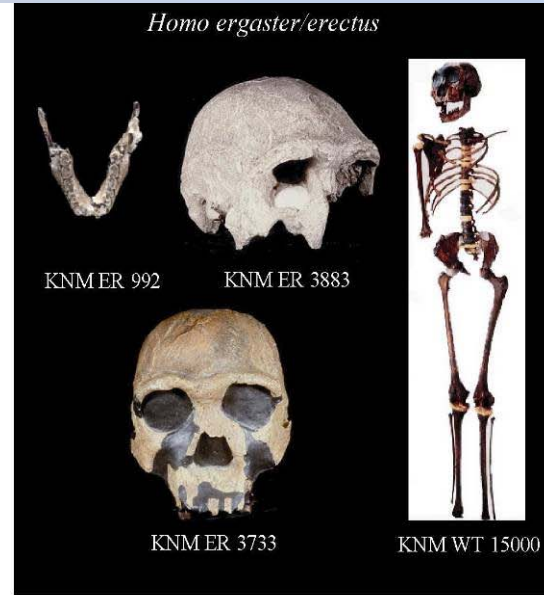 Homo ergaster/erectus
KNM ER 992
KNM ER 3883
KNM ER 3733
KNM WT 15000